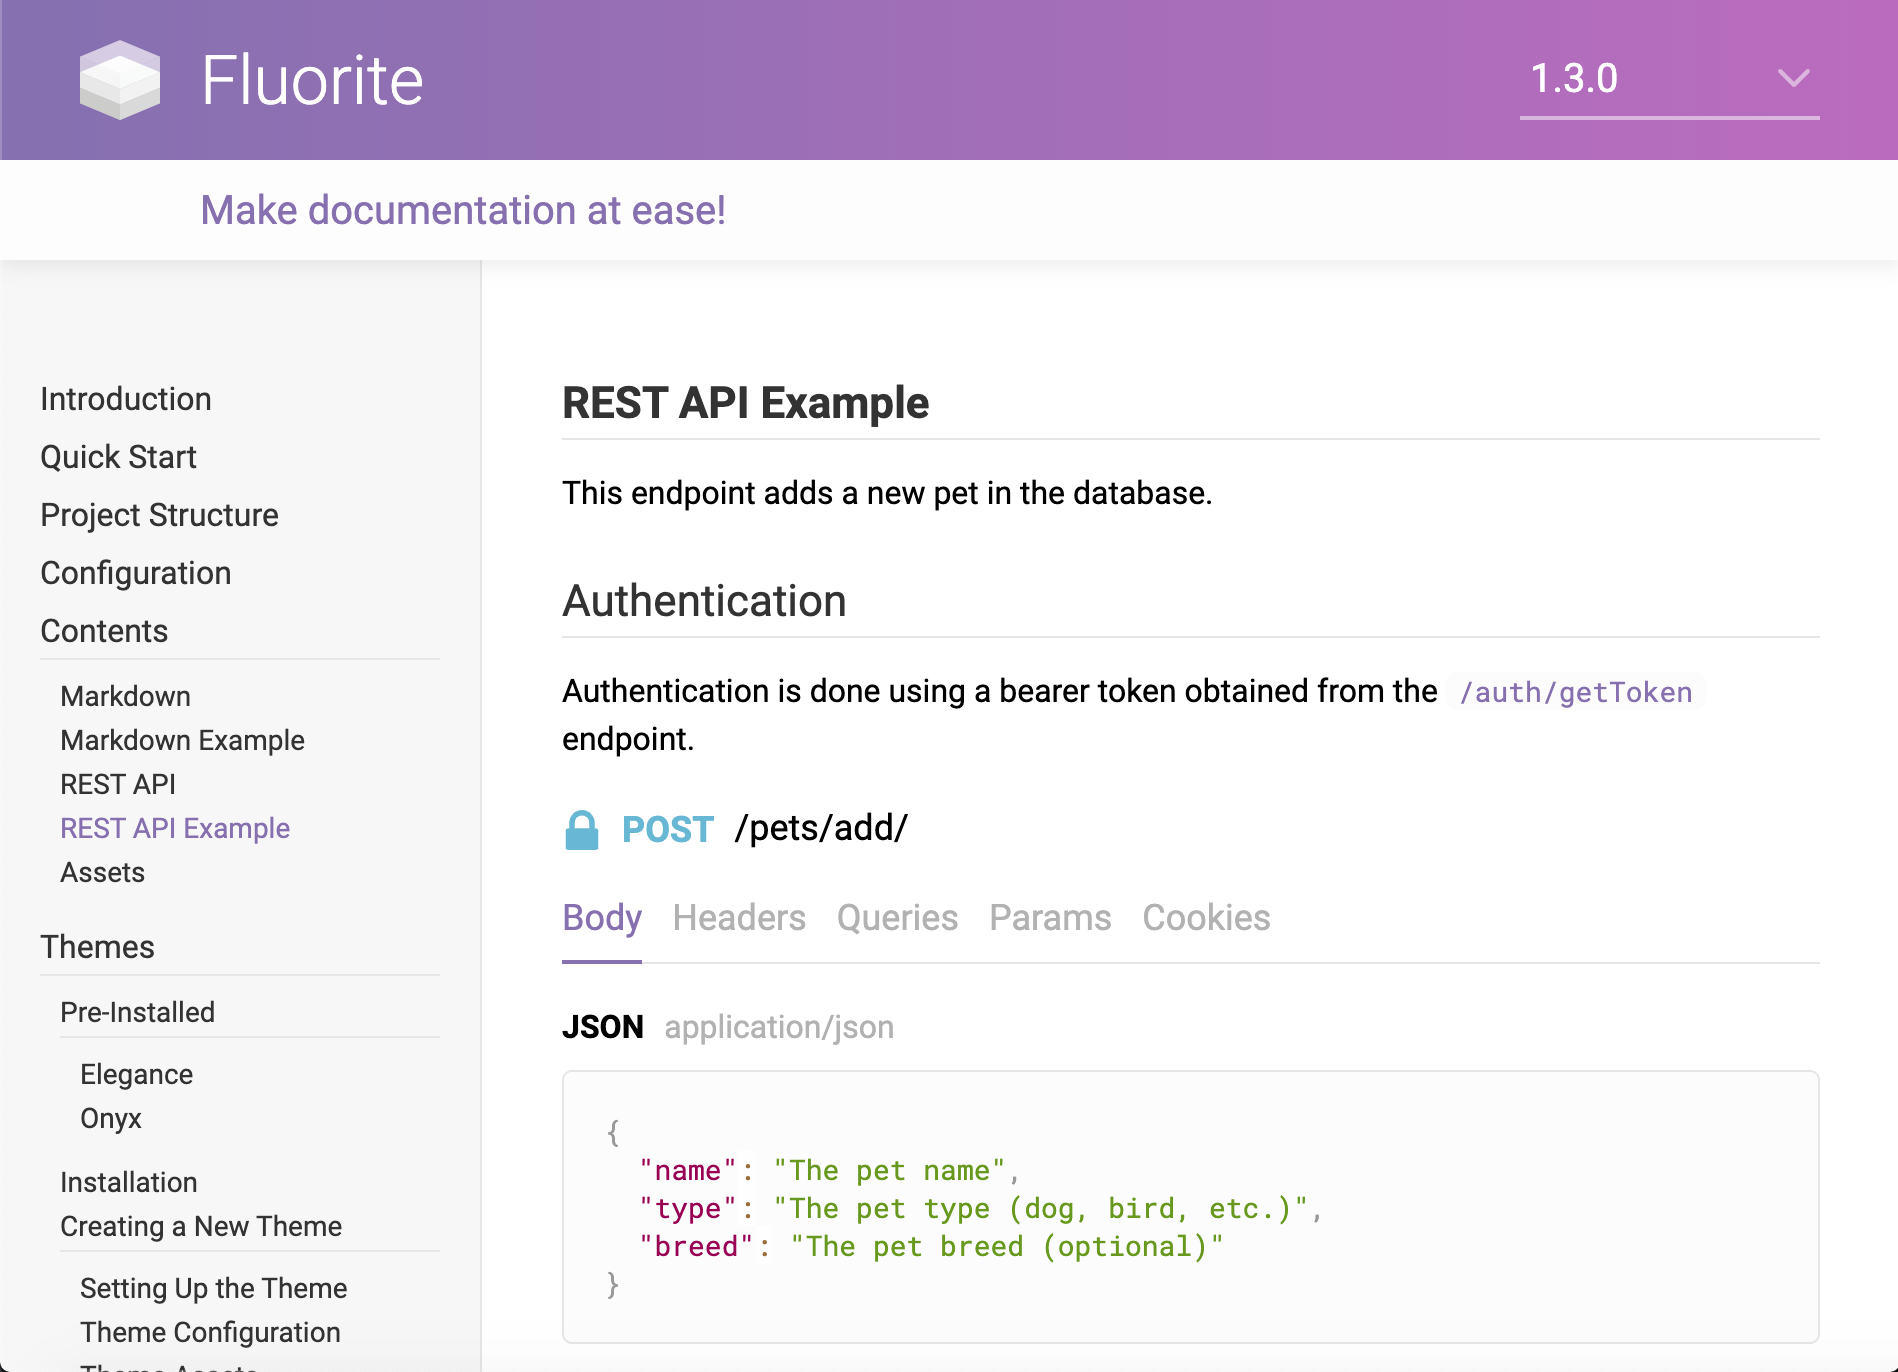 Fluorite
1.3.0
Make documentation at ease!
Introduction
Quick Start
Project Structure
Configuration
Contents
Markdown
Markdown Example
REST API
REST API Example
Assets
Themes
Pre-Installed
Elegance
Onyx
Installation
Creating a New Theme
Setting Up the Theme
Theme Configuration
Theme Assets
REST API Example
This endpoint adds a new pet in the database.
Authentication
Authentication is done using a bearer token obtained from the /auth/getToken
endpoint.
POST /pets/add/
Body Headers Queries Params Cookies
JSON application/json
{
"name": "The pet name",
"type": "The pet type (dog, bird, etc.)",
"breed": "The pet breed (optional)"
}